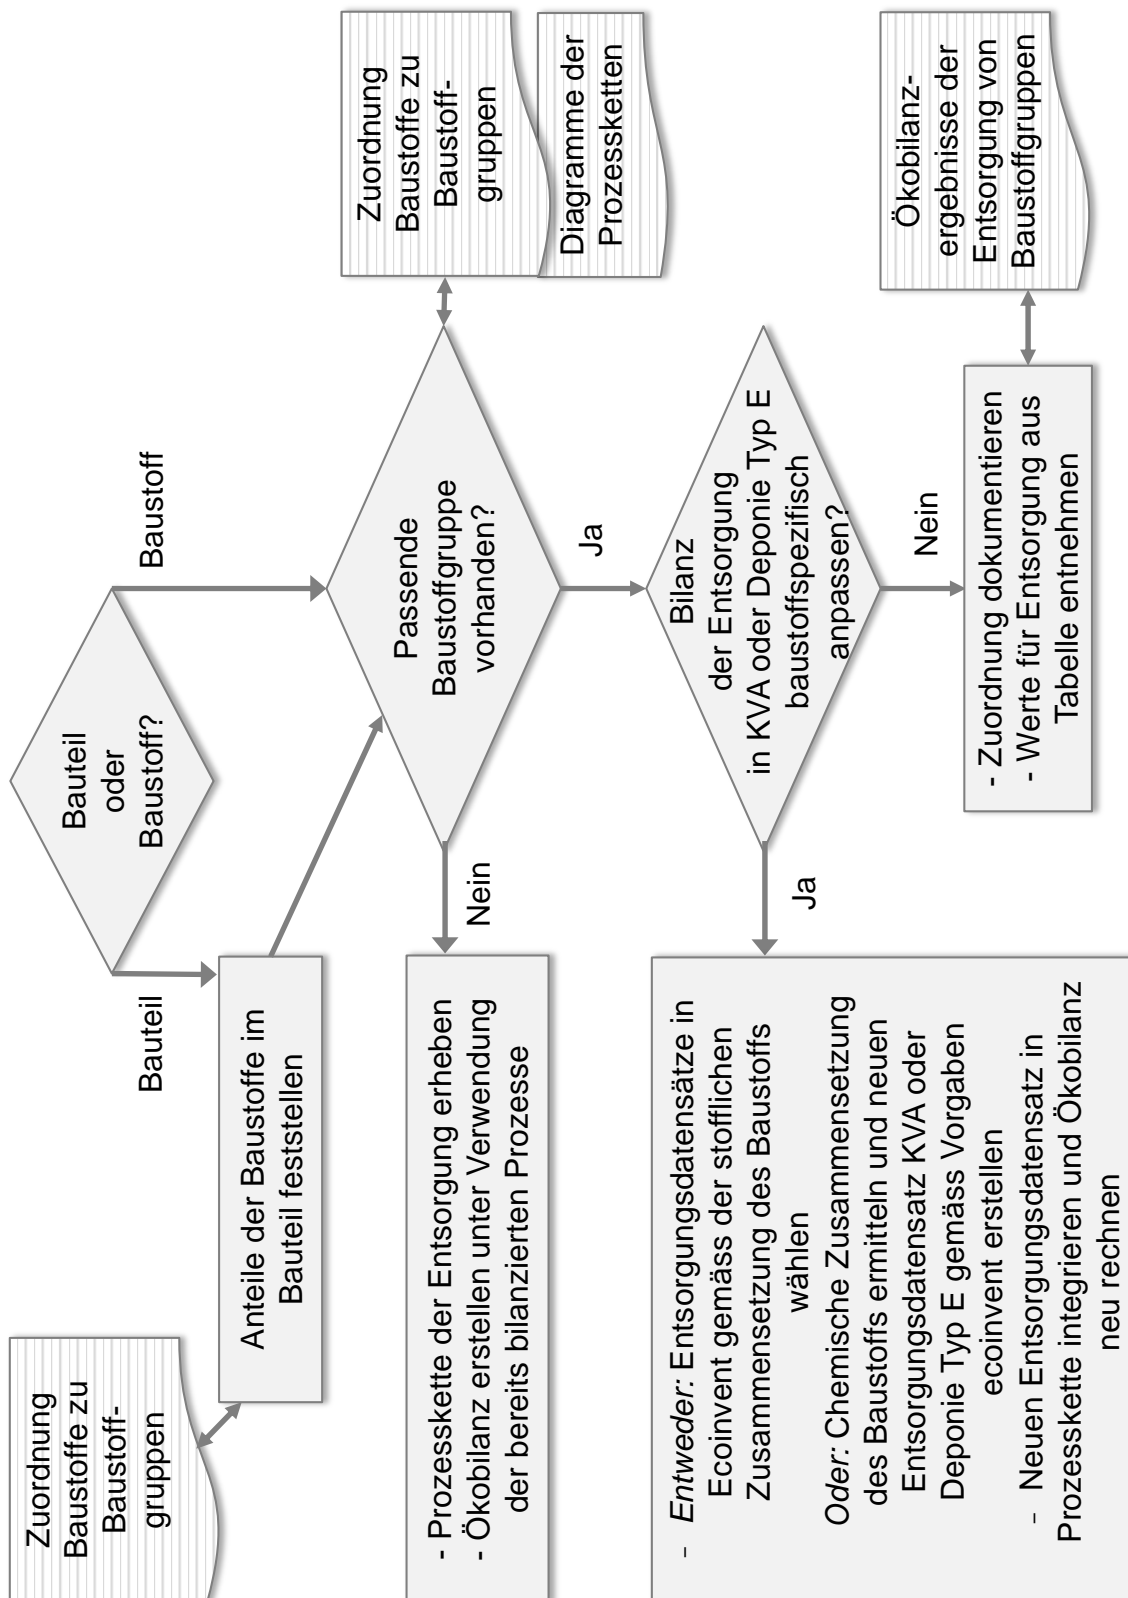 Bauteil
oder
Baustoff?
Bauteil
Baustoff
Zuordnung
Baustoffe zu
Baustoff-
gruppen
Anteile der Baustoffe im
Bauteil feststellen
Passende
Baustoffgruppe
vorhanden?
Zuordnung
Baustoffe zu
Baustoff-
gruppen
Diagramme der
Prozessketten
Nein
Ja
- Prozesskette der Entsorgung erheben
- Ökobilanz erstellen unter Verwendung
der bereits bilanzierten Prozesse
Bilanz
der Entsorgung
in KVA oder Deponie Typ E
baustoffspezifisch
anpassen?
Ja
Nein
– Entweder: Entsorgungsdatensätze in
Ecoinvent gemäss der stofflichen
Zusammensetzung des Baustoffs
wählen
Oder: Chemische Zusammensetzung
des Baustoffs ermitteln und neuen
Entsorgungsdatensatz KVA oder
Deponie Typ E gemäss Vorgaben
ecoinvent erstellen
– Neuen Entsorgungsdatensatz in
Prozesskette integrieren und Ökobilanz
neu rechnen
- Zuordnung dokumentieren
- Werte für Entsorgung aus
Tabelle entnehmen
Ökobilanz-
ergebnisse der
Entsorgung von
Baustoffgruppen